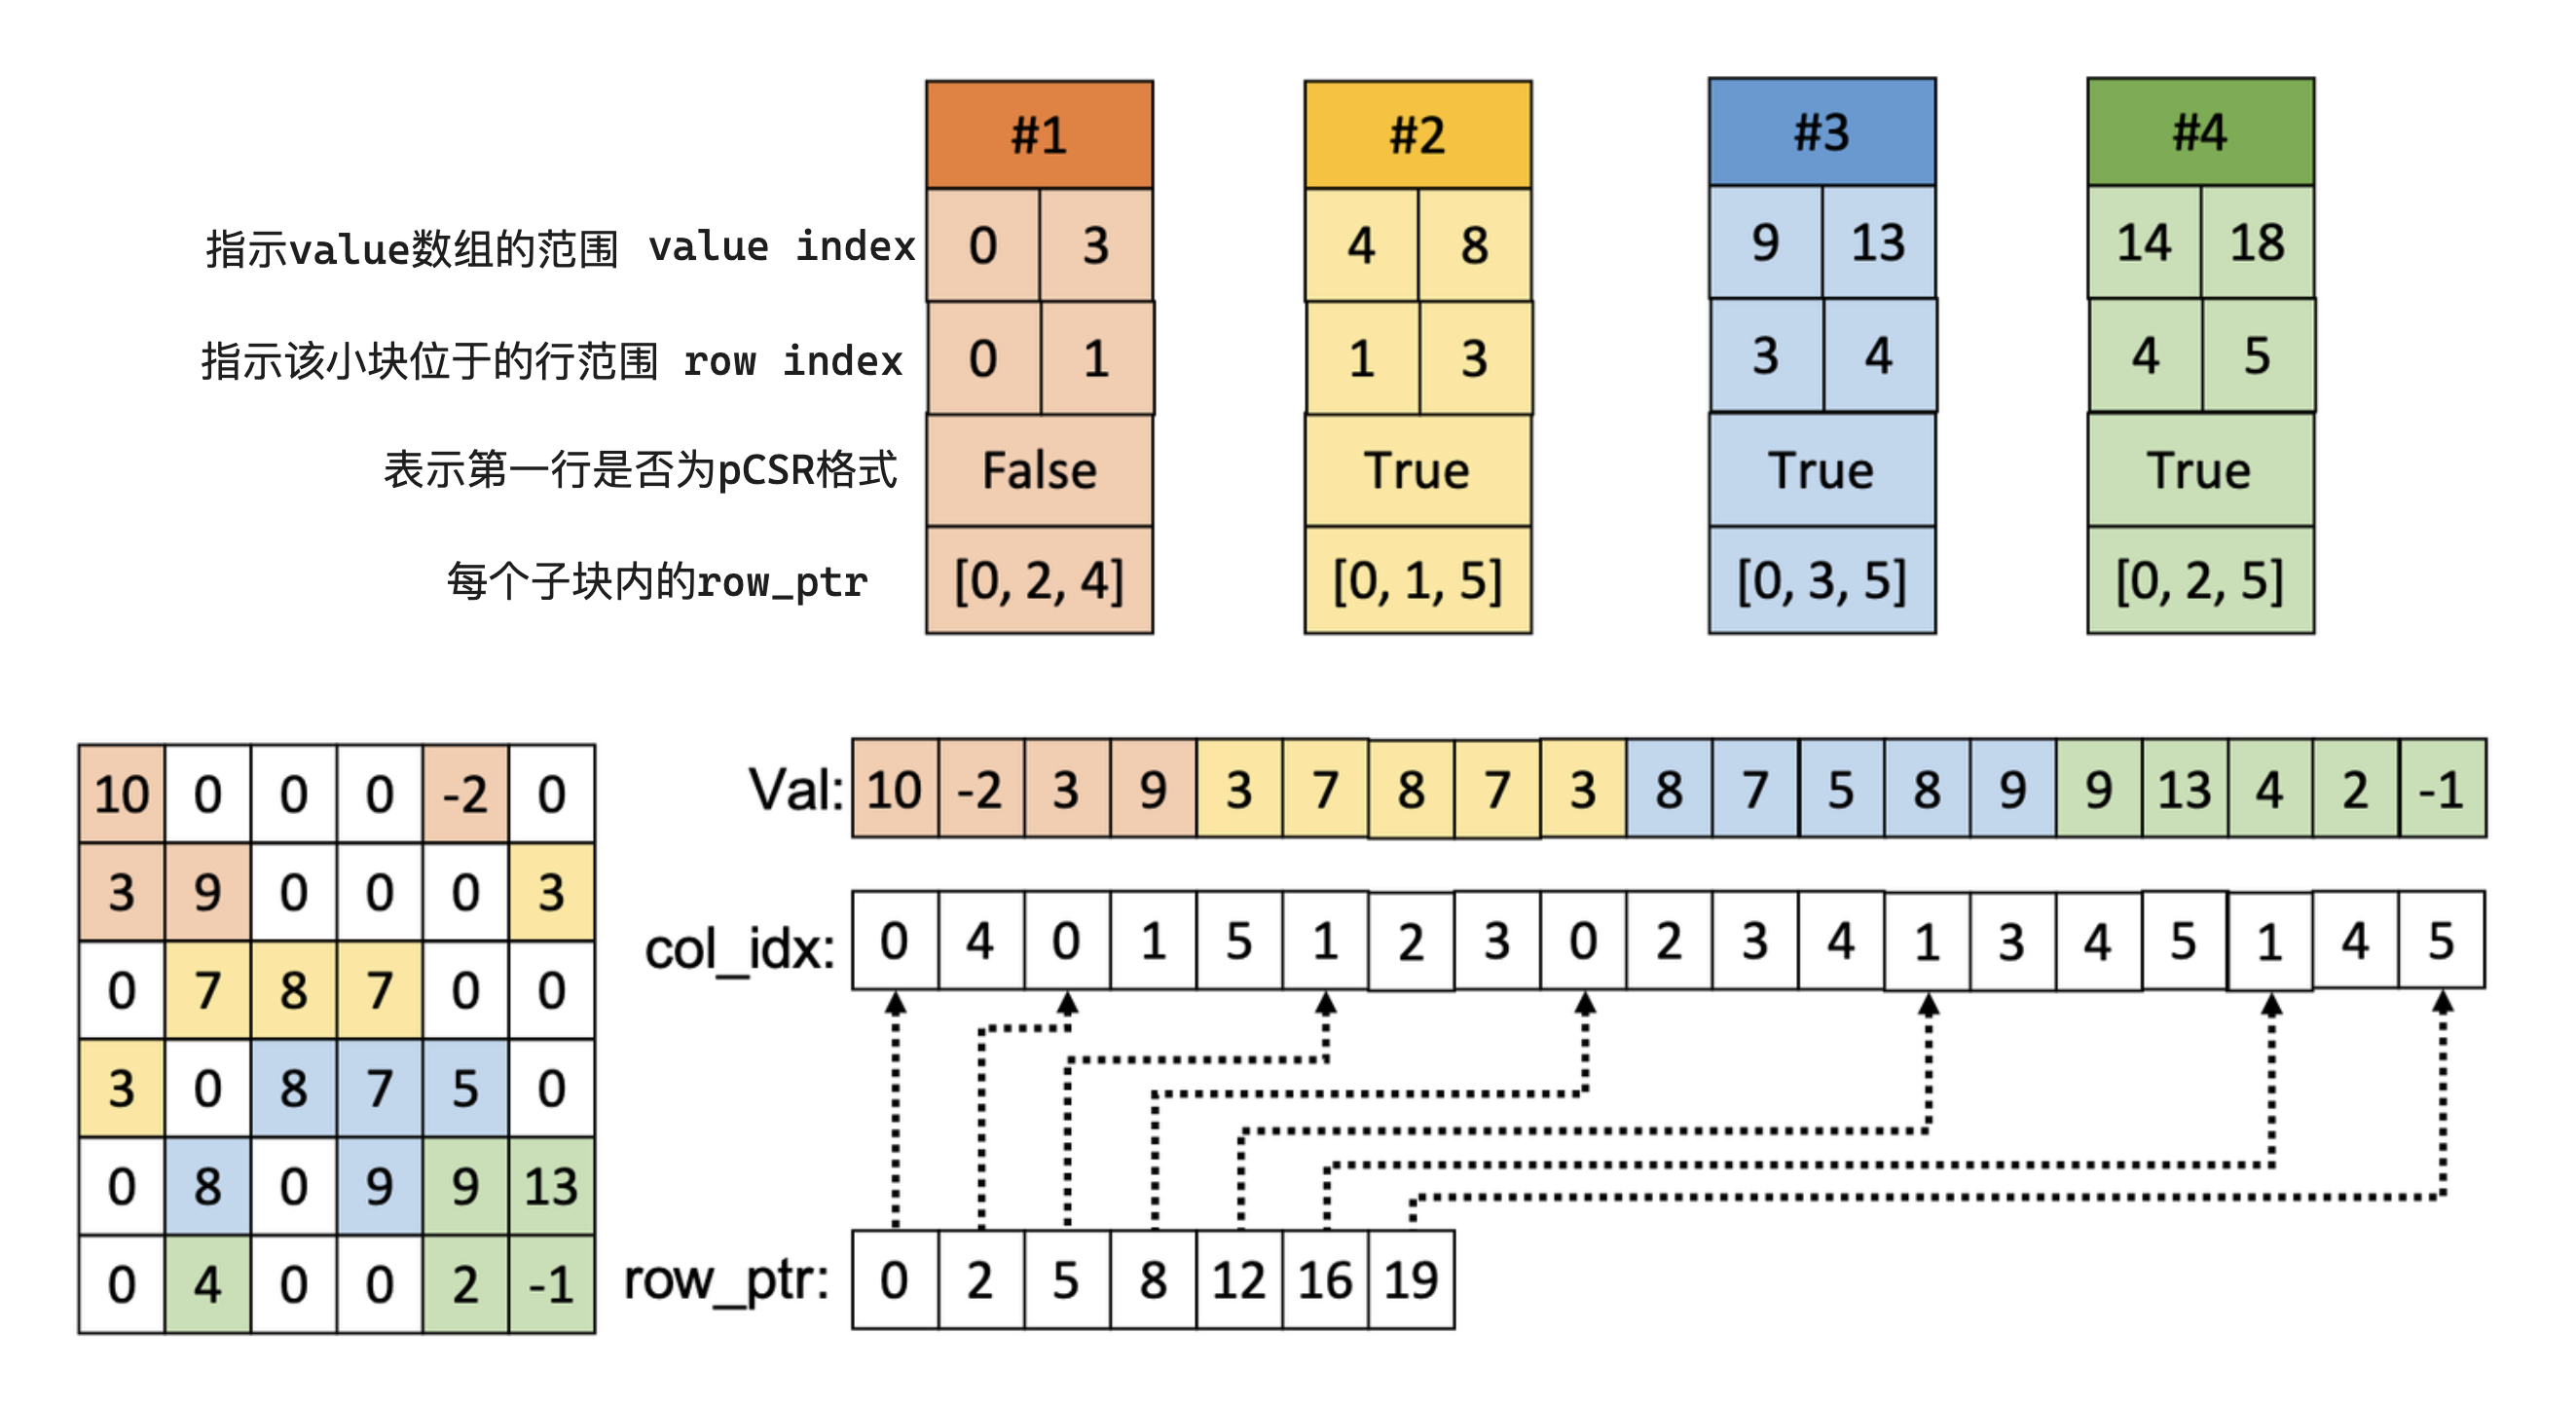 #1 #2 #3 #4
指示value数组的范围 value index 0 3 4 8 9 13 14 18
指示该小块位于的行范围 row index 0 1 1 3 3 4 4 5
表示第一行是否为pCSR格式 False True True True
每个子块内的row_ptr [0, 2, 4] [0, 1, 5] [0, 3, 5] [0, 2, 5]
10 0 0 0 -2 0
3 9 0 0 0 3
0 7 8 7 0 0
3 0 8 7 5 0
0 8 0 9 9 13
0 4 0 0 2 -1
Val: 10 -2 3 9 3 7 8 7 3 8 7 5 8 9 9 13 4 2 -1
col_idx: 0 4 0 1 5 1 2 3 0 2 3 4 1 3 4 5 1 4 5
row_ptr: 0 2 5 8 12 16 19